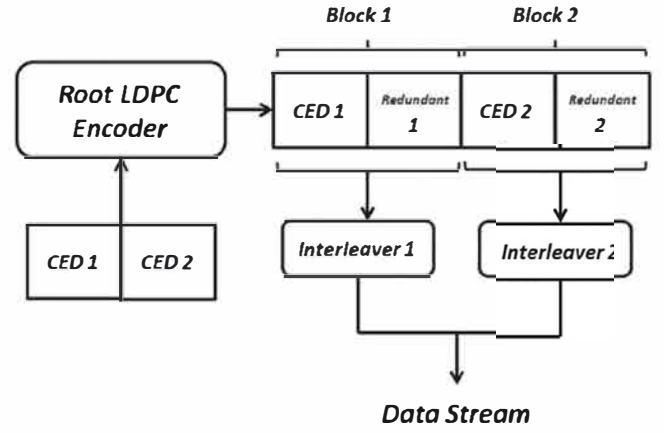 Block 1 Block 2
Root LDPC
Encoder
CED 1 Redundant
1 CED 2 Redundant
2
CED 1 CED 2
Interleaver 1 Interleaver 2
Data Stream